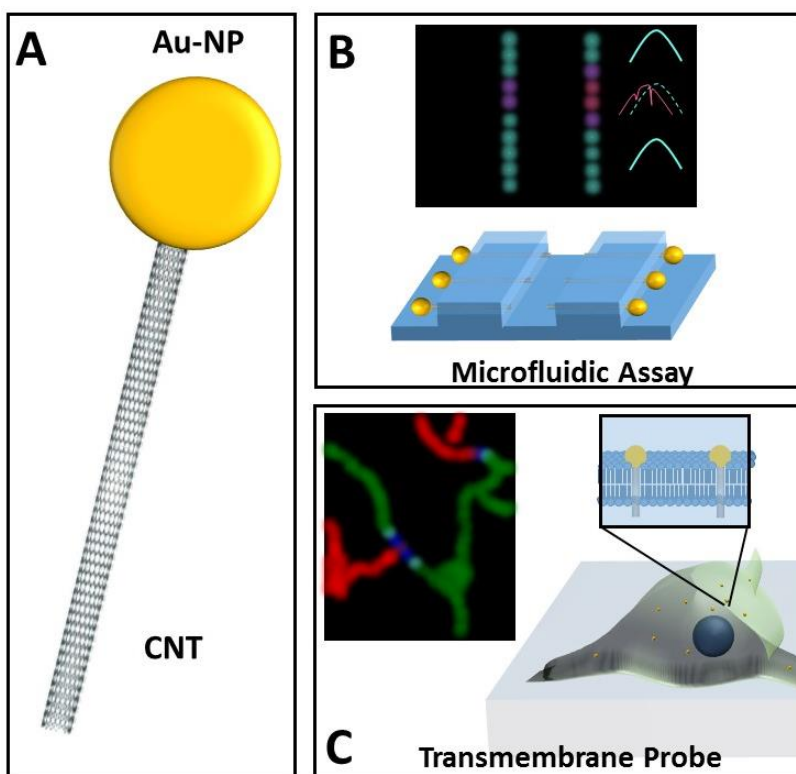 A
Au-NP
CNT
B
Microfluidic Assay
C
Transmembrane Probe